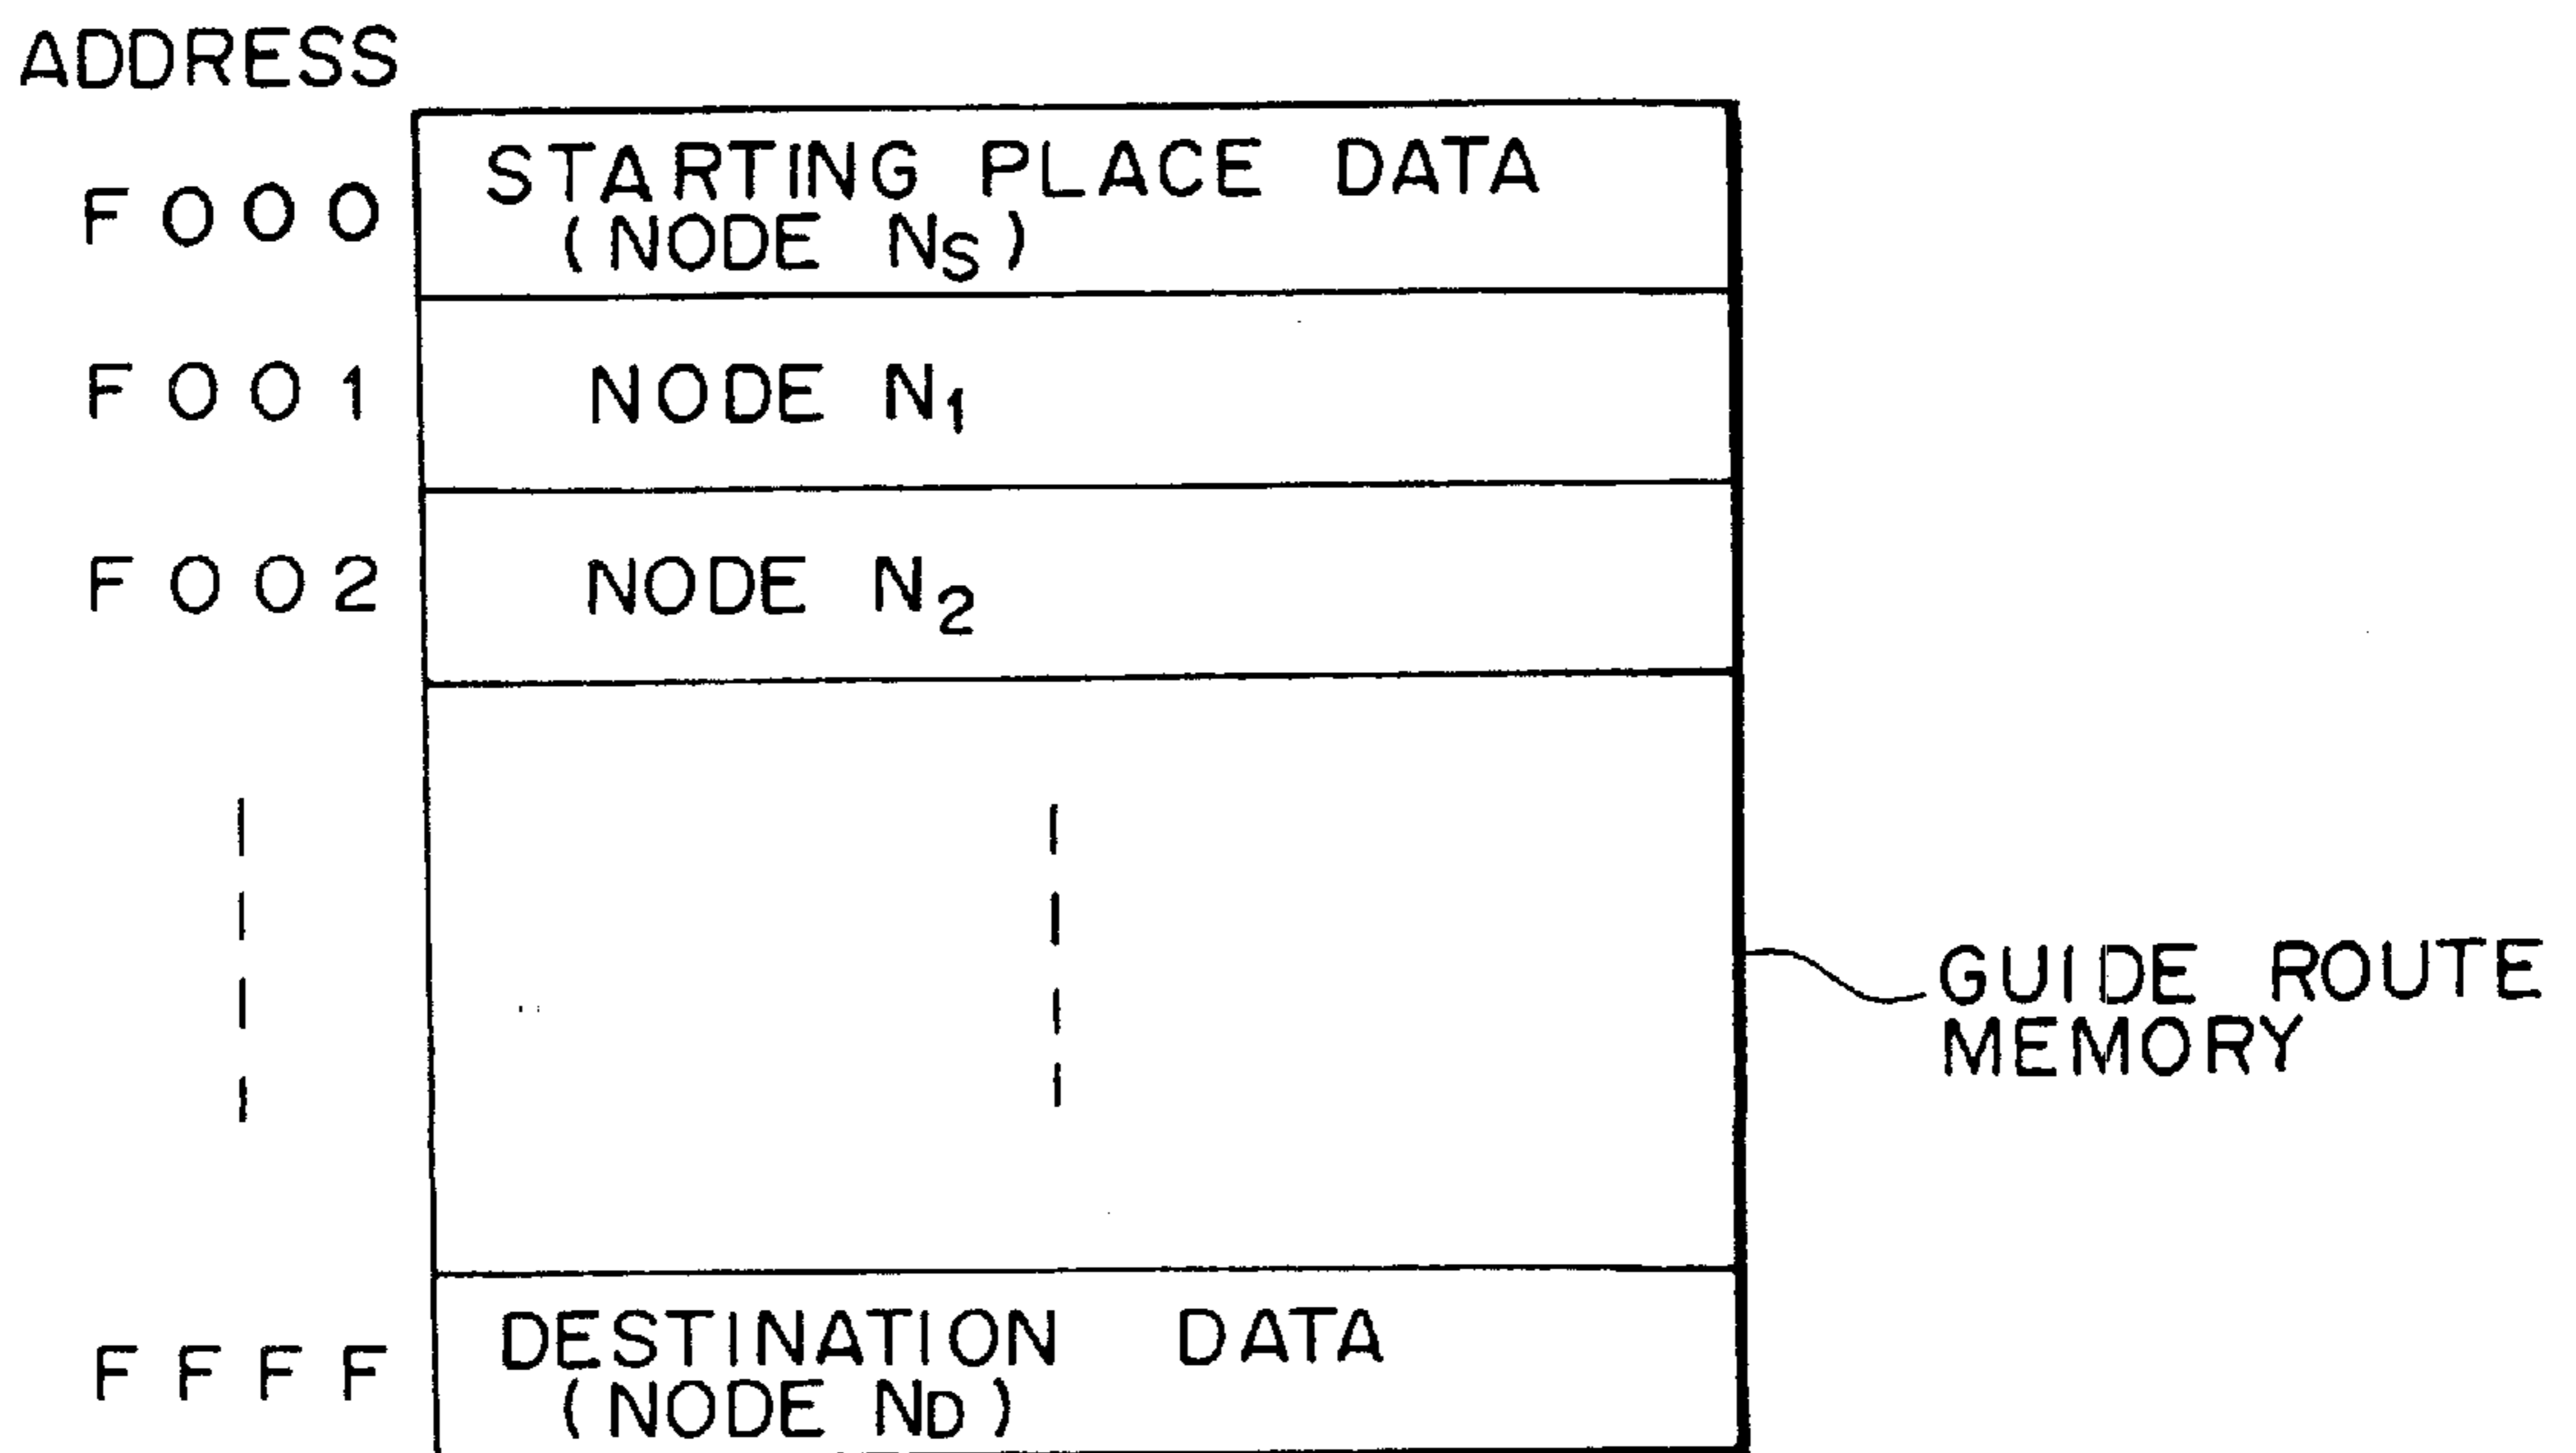 ADDRESS
F000 STARTING PLACE DATA
(NODE NS)
F001 NODE N1
F002 NODE N2
GUIDE ROUTE
MEMORY
FFFF DESTINATION DATA
(NODE ND)